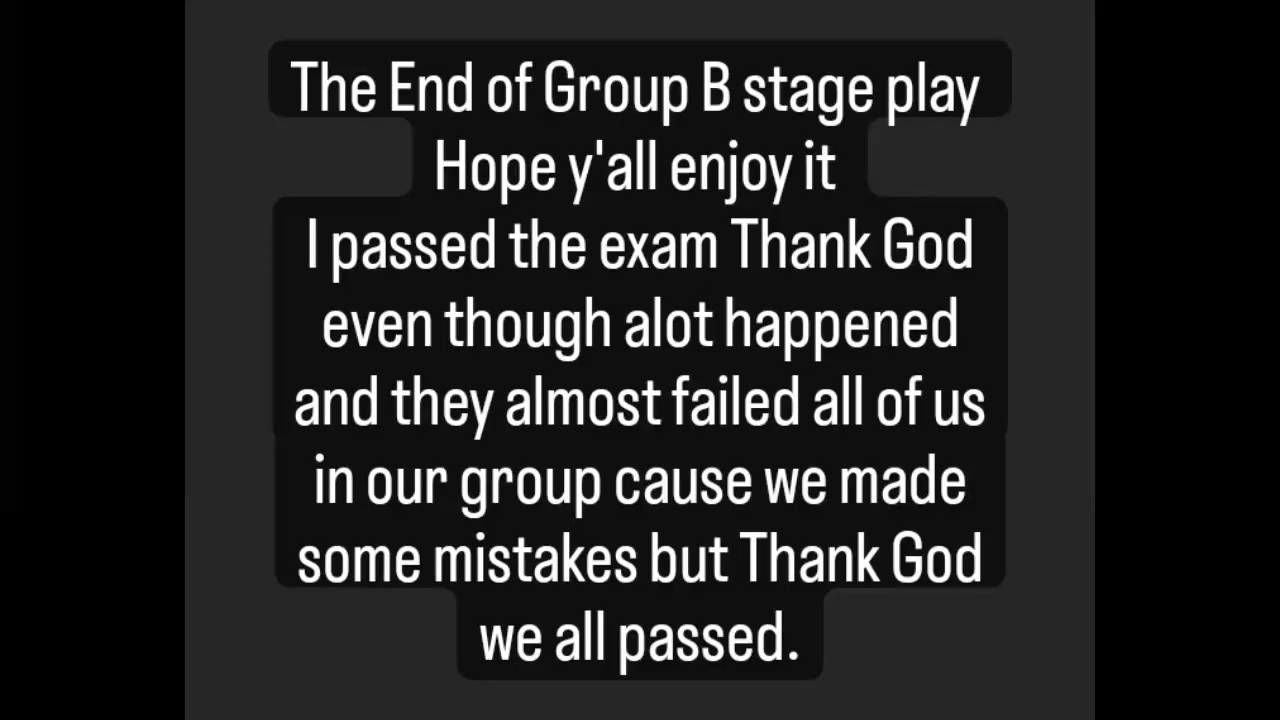 The End of Group B stage play
Hope y'all enjoy it
I passed the exam Thank God
even though alot happened
and they almost failed all of us
in our group cause we made
some mistakes but Thank God
we all passed.